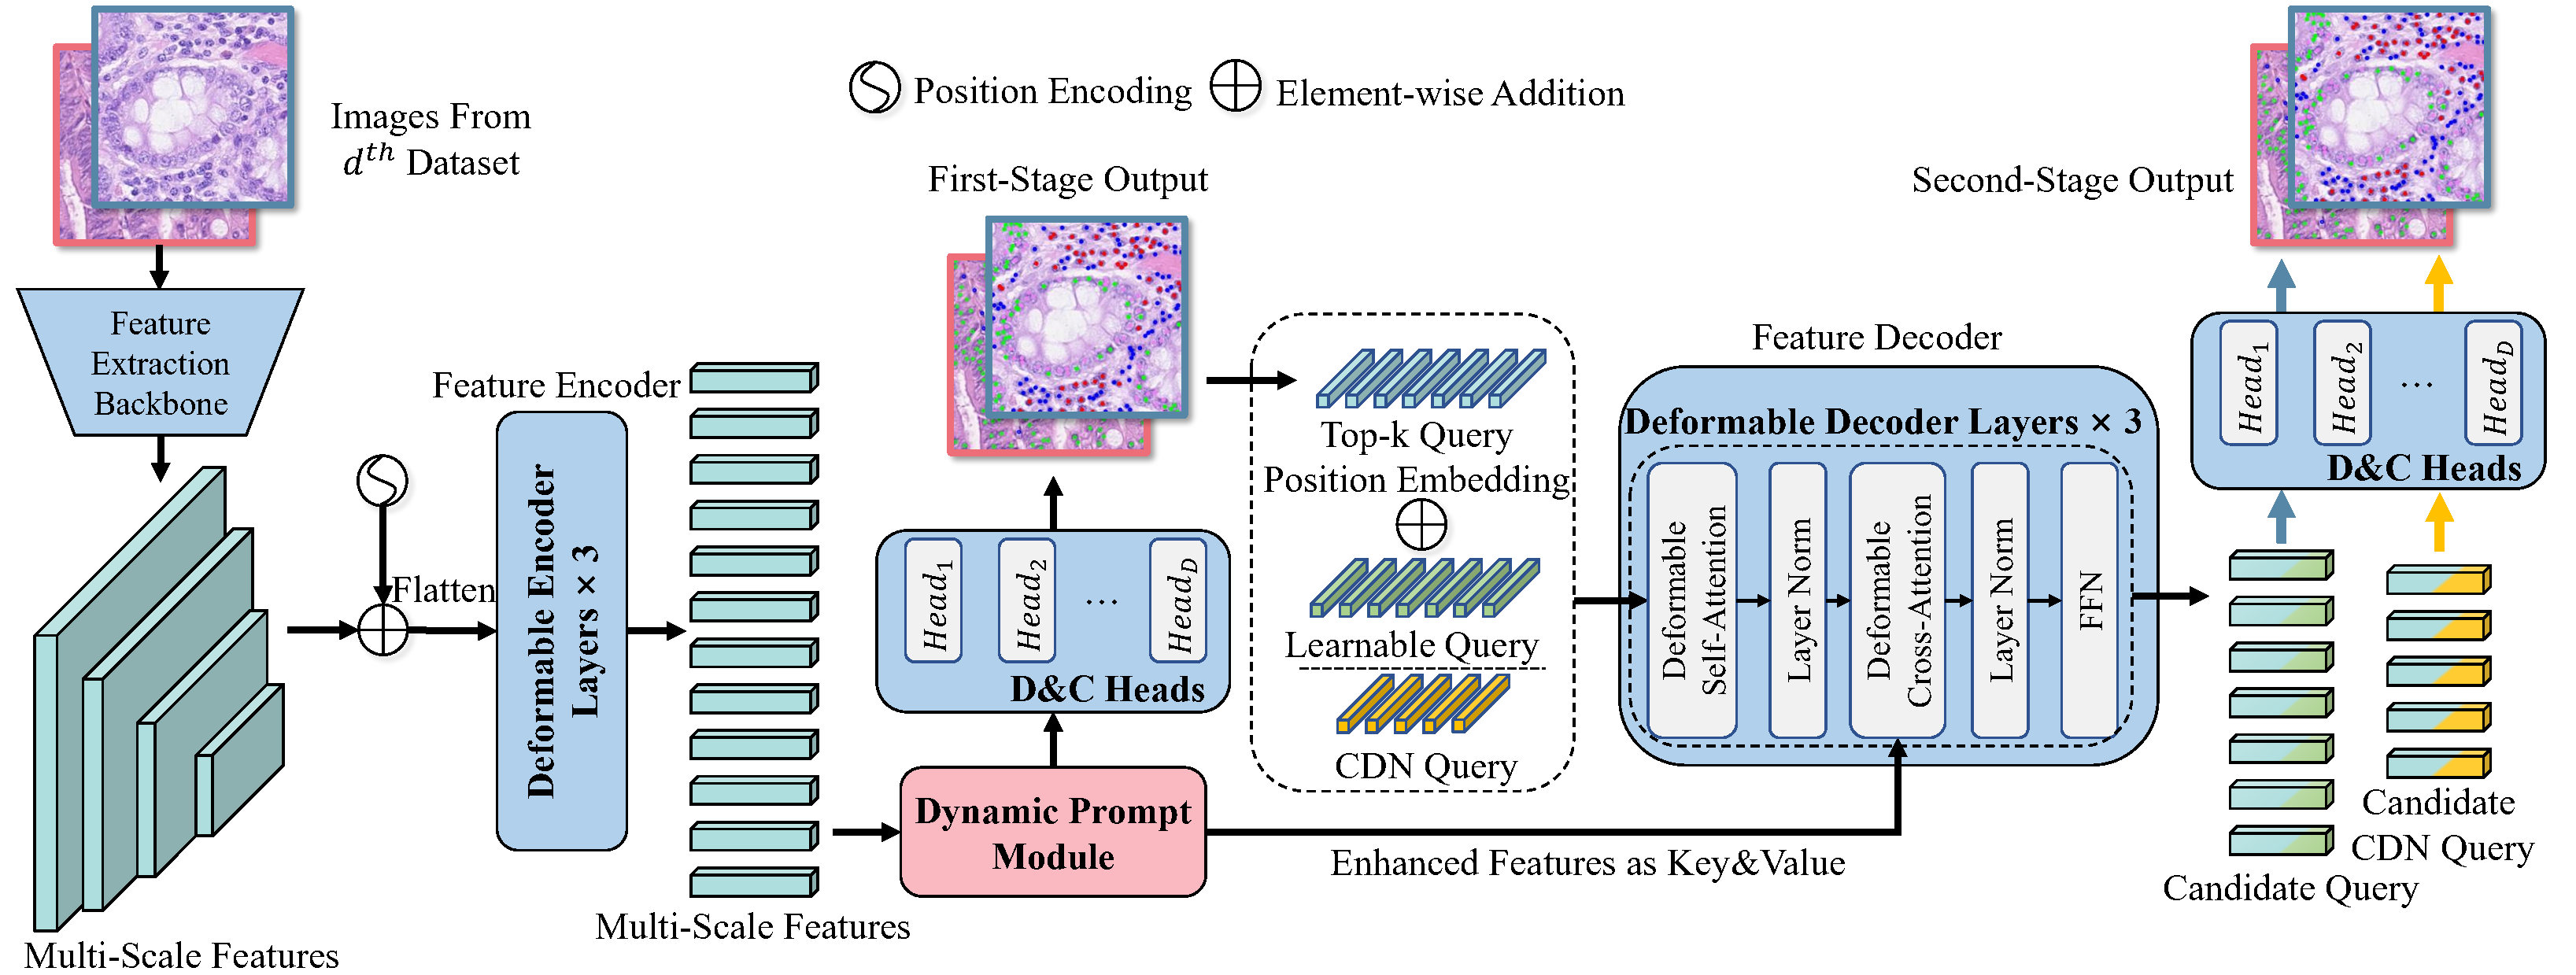 Images From
d^{th} Dataset
Position Encoding
Element-wise Addition
First-Stage Output
Second-Stage Output
Feature
Extraction
Backbone
Feature Encoder
Flatten
Deformable Encoder
Layers × 3
Multi-Scale Features
Multi-Scale Features
Head_1
Head_2
...
Head_D
D&C Heads
Dynamic Prompt
Module
Top-k Query
Position Embedding
Learnable Query
CDN Query
Feature Decoder
Deformable Decoder Layers × 3
Deformable
Self-Attention
Layer Norm
Deformable
Cross-Attention
Layer Norm
FFN
Enhanced Features as Key&Value
Head_1
Head_2
...
Head_D
D&C Heads
Candidate
CDN Query
Candidate Query